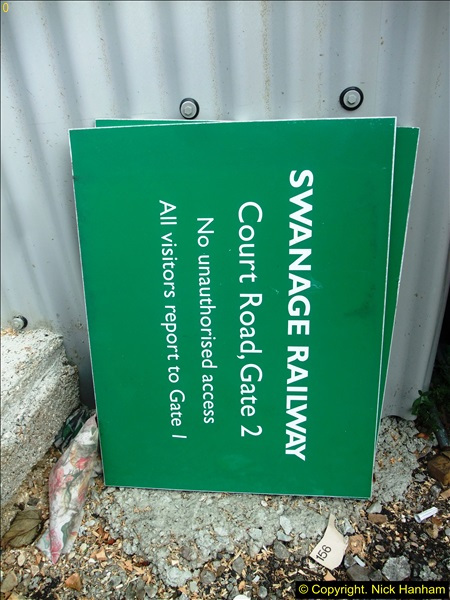 SWANAGE RAILWAY
Court Road, Gate 2
No unauthorised access
All visitors report to Gate 1
156
© Copyright. Nick Hanham
0